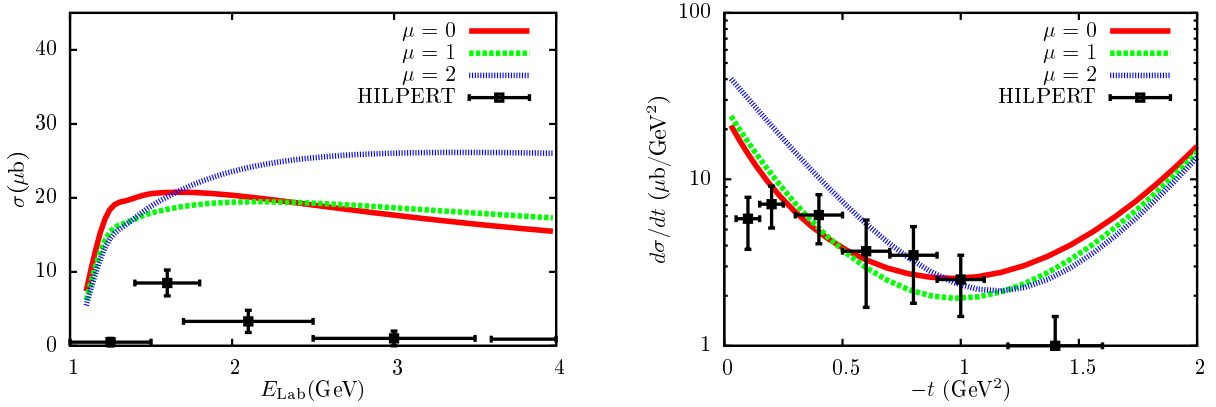 μ = 0
μ = 1
μ = 2
HILPERT
σ(μb)
40
30
20
10
0
1
2
3
4
E_Lab(GeV)
μ = 0
μ = 1
μ = 2
HILPERT
dσ/dt (μb/GeV²)
100
10
1
0
0.5
1
1.5
2
−t (GeV²)